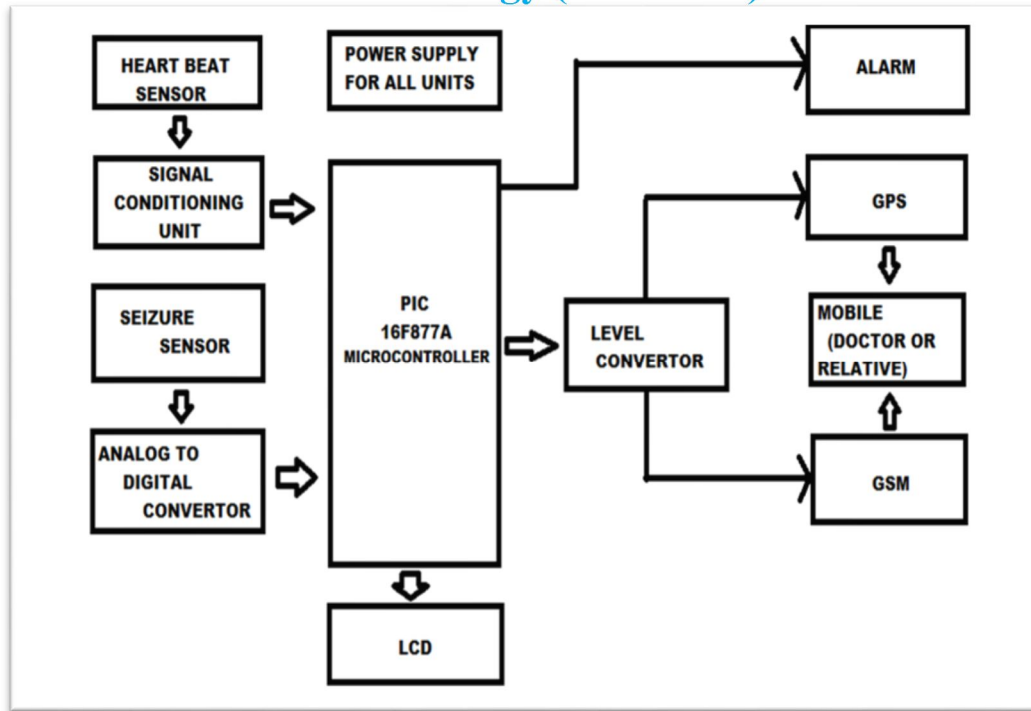 HEART BEAT
SENSOR
POWER SUPPLY
FOR ALL UNITS
ALARM
SIGNAL
CONDITIONING
UNIT
GPS
SEIZURE
SENSOR
PIC
16F877A
MICROCONTROLLER
LEVEL
CONVERTOR
MOBILE
(DOCTOR OR
RELATIVE)
ANALOG TO
DIGITAL
CONVERTOR
GSM
LCD